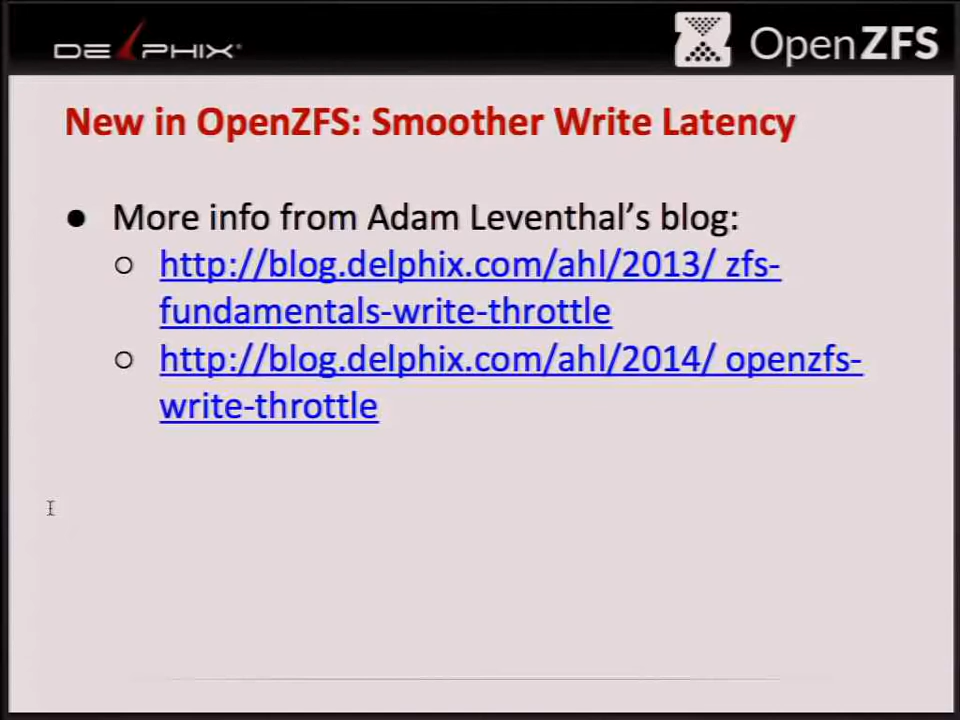 DELPHIX
OpenZFS
New in OpenZFS: Smoother Write Latency
● More info from Adam Leventhal’s blog:
○ http://blog.delphix.com/ahl/2013/ zfs-
fundamentals-write-throttle
○ http://blog.delphix.com/ahl/2014/ openzfs-
write-throttle